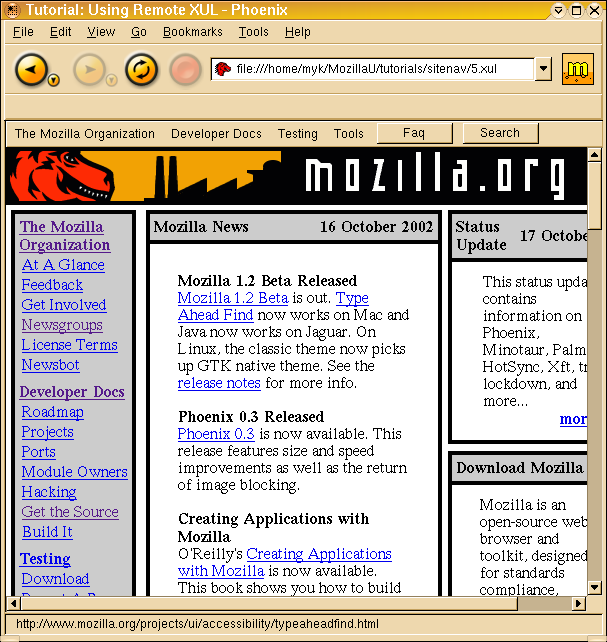 Tutorial: Using Remote XUL - Phoenix
File Edit View Go Bookmarks Tools Help
file:///home/myk/MozillaU/tutorials/sitenav/5.xul
m
The Mozilla Organization Developer Docs Testing Tools Faq Search
mozilla.org
The Mozilla
Organization
At A Glance
Feedback
Get Involved
Newsgroups
License Terms
Newsbot
Developer Docs
Roadmap
Projects
Ports
Module Owners
Hacking
Get the Source
Build It
Testing
Download
Mozilla News 16 October 2002
Mozilla 1.2 Beta Released
Mozilla 1.2 Beta is out. Type
Ahead Find now works on Mac and
Java now works on Jaguar. On
Linux, the classic theme now picks
up GTK native theme. See the
release notes for more info.
Phoenix 0.3 Released
Phoenix 0.3 is now available. This
release features size and speed
improvements as well as the return
of image blocking.
Creating Applications with
Mozilla
O'Reilly's Creating Applications
with Mozilla is now available.
This book shows you how to build
Status
Update
17 Octobe
This status upda
contains
information on
Phoenix,
Minotaur, Palm
HotSync, Xft, tr
lockdown, and
more...
mor
Download Mozilla
Mozilla is an
open-source web
browser and
toolkit, designed
for standards
compliance,
http://www.mozilla.org/projects/ui/accessibility/typeaheadfind.html